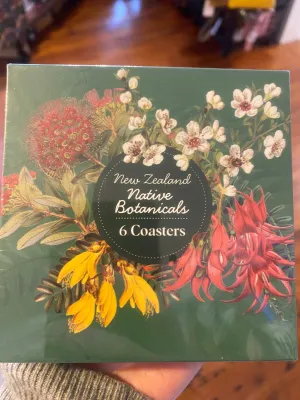 New Zealand
Native
Botanicals
6 Coasters